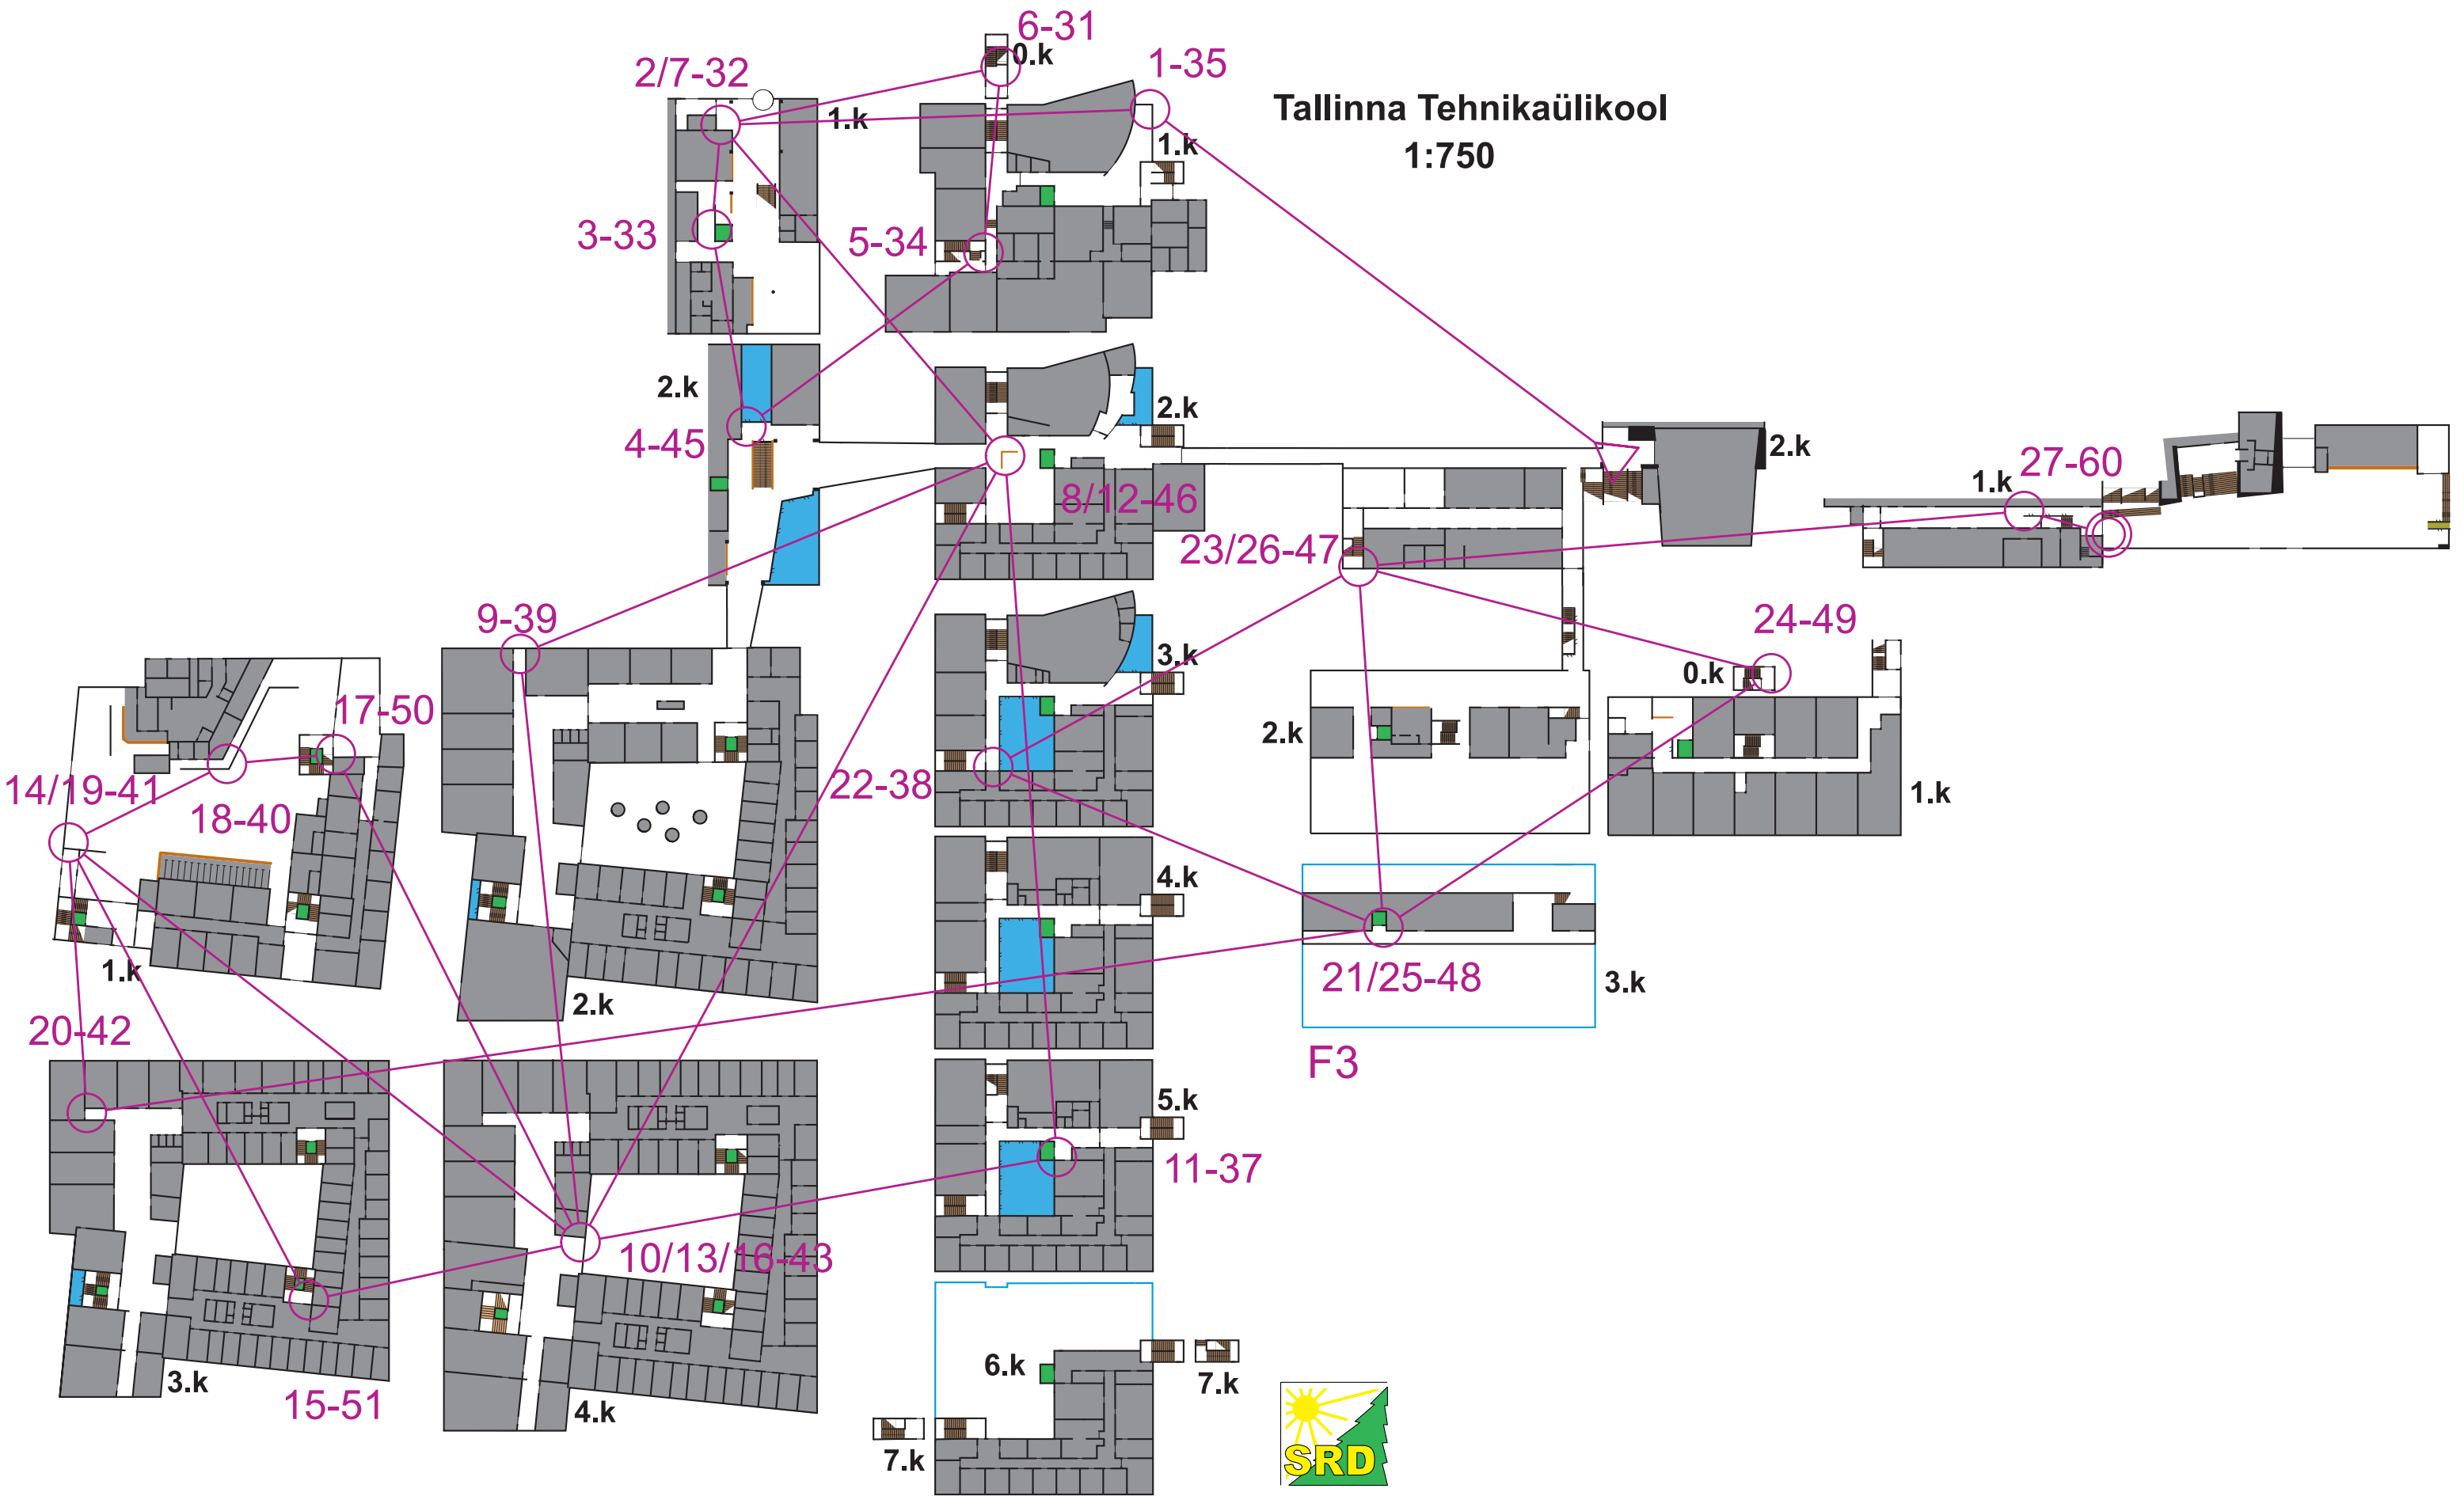 6-31
0.k
1-35
2/7-32
Tallinna Tehnikaülikool
1:750
1.k
1.k
3-33
5-34
2.k
2.k
4-45
2.k
1.k
27-60
8/12-46
23/26-47
9-39
24-49
3.k
0.k
17-50
2.k
14/19-41
22-38
18-40
1.k
4.k
1.k
2.k
21/25-48
3.k
20-42
F3
5.k
11-37
10/13/16-43
6.k
3.k
7.k
15-51
4.k
7.k
SRD